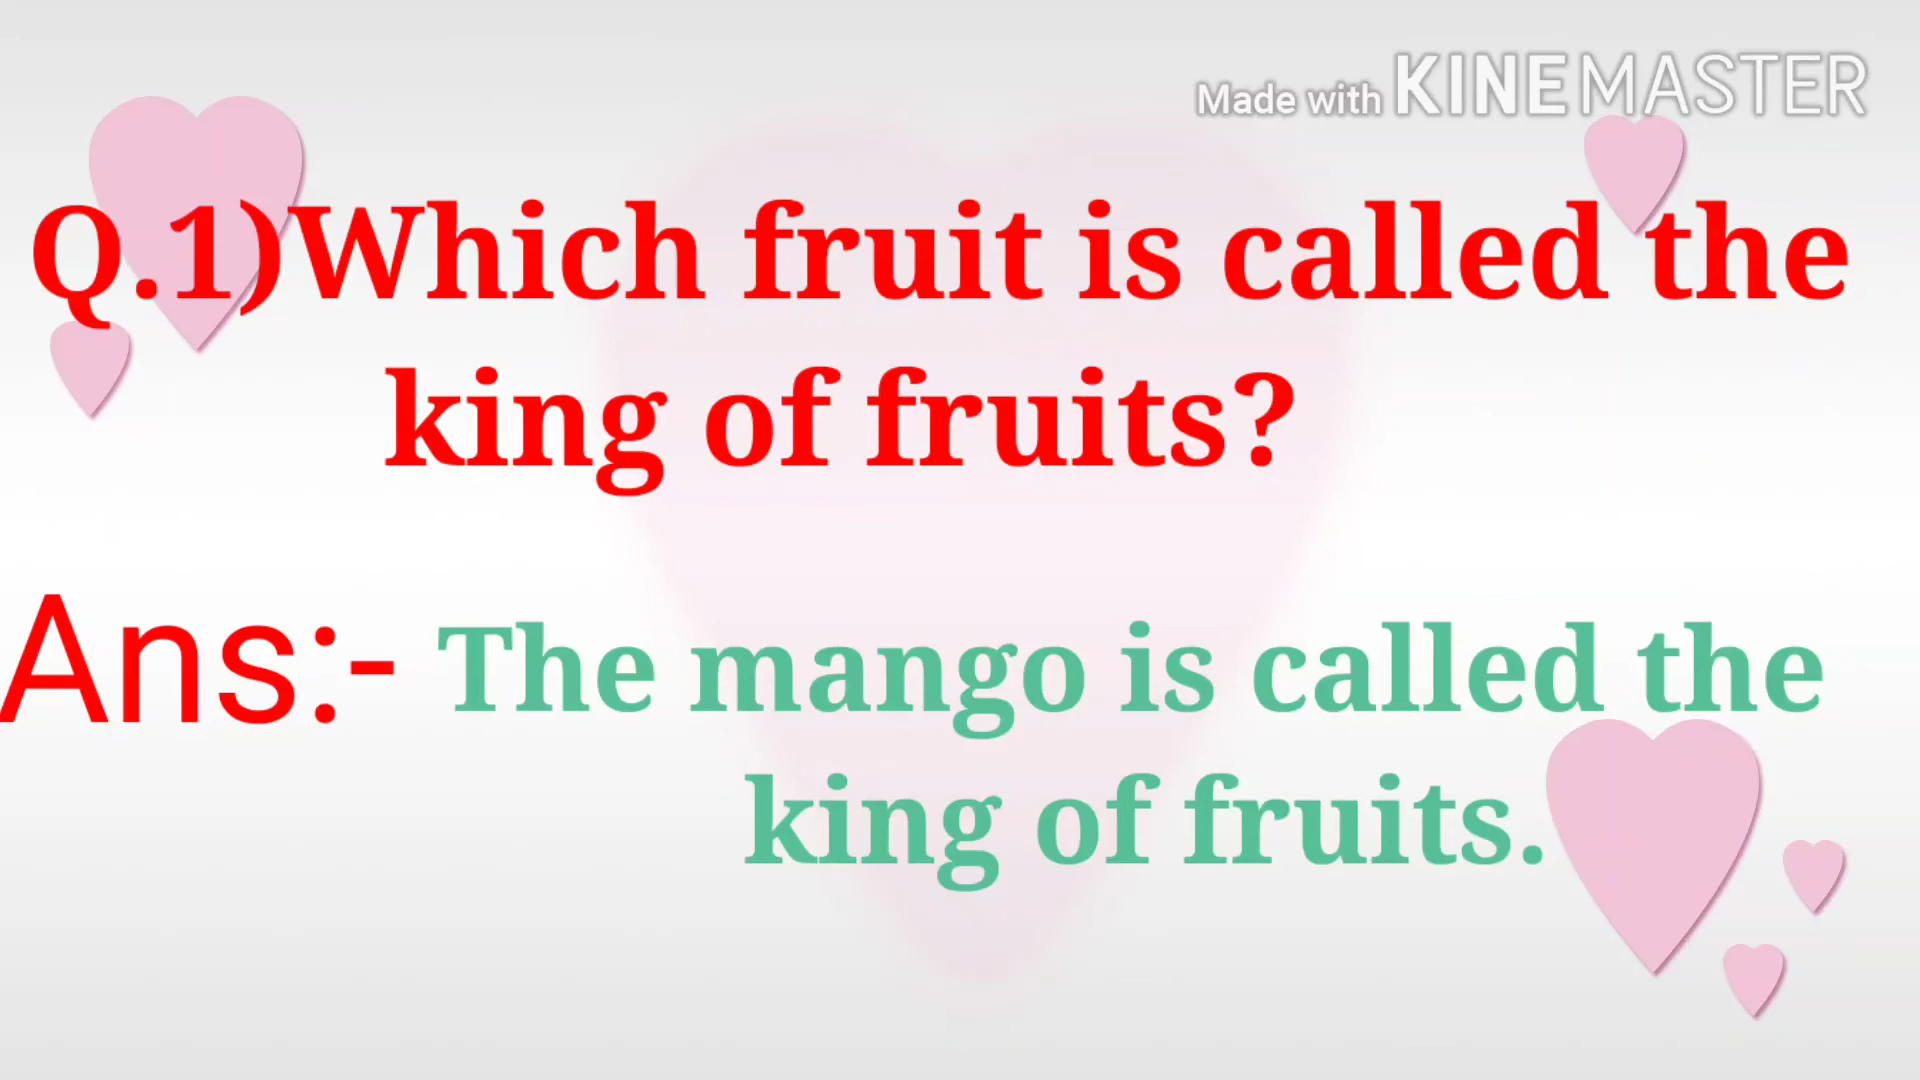 Made with KINEMASTER
Q.1)Which fruit is called the
king of fruits?
Ans:- The mango is called the
king of fruits.